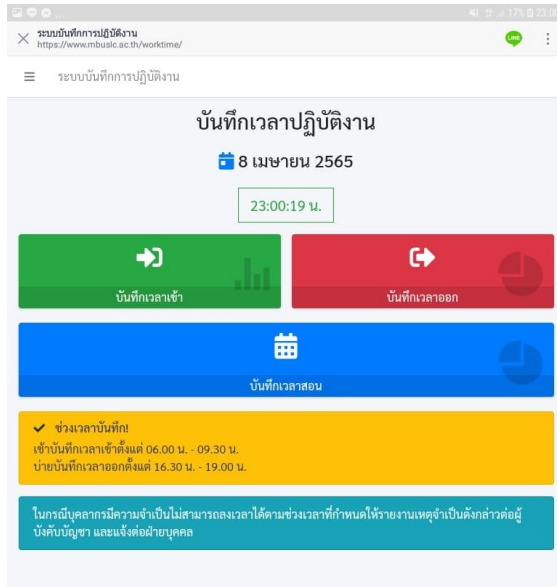 17% 23:00
ระบบบันทึกการปฏิบัติงาน
https://www.mbuslc.ac.th/worktime/
LINE
ระบบบันทึกการปฏิบัติงาน
บันทึกเวลาปฏิบัติงาน
8 เมษายน 2565
23:00:19 น.
บันทึกเวลาเข้า
บันทึกเวลาออก
บันทึกเวลาสอน
ช่วงเวลาบันทึก!
เช้าบันทึกเวลาเข้าตั้งแต่ 06.00 น. - 09.30 น.
บ่ายบันทึกเวลาออกตั้งแต่ 16.30 น. - 19.00 น.
ในกรณีบุคลากรมีความจำเป็นไม่สามารถลงเวลาได้ตามช่วงเวลาที่กำหนดให้รายงานเหตุจำเป็นดังกล่าวต่อผู้
บังคับบัญชา และแจ้งต่อฝ่ายบุคคล